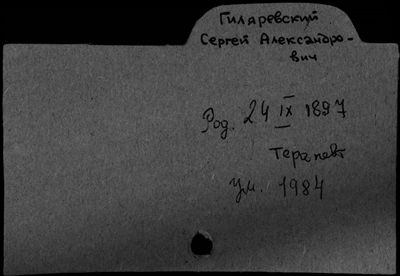 Гиляревский
Сергей Александро-
вич
Род. 24 IX 1897
терапевт
Ум. 1984